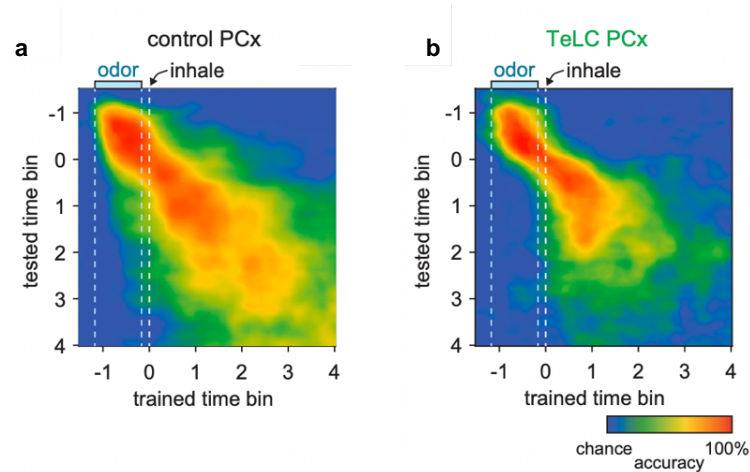 a
control PCx
odor
inhale
-1
0
1
2
3
4
tested time bin
-1 0 1 2 3 4
trained time bin
b
TeLC PCx
odor
inhale
-1
0
1
2
3
4
tested time bin
-1 0 1 2 3 4
trained time bin
chance 100%
accuracy